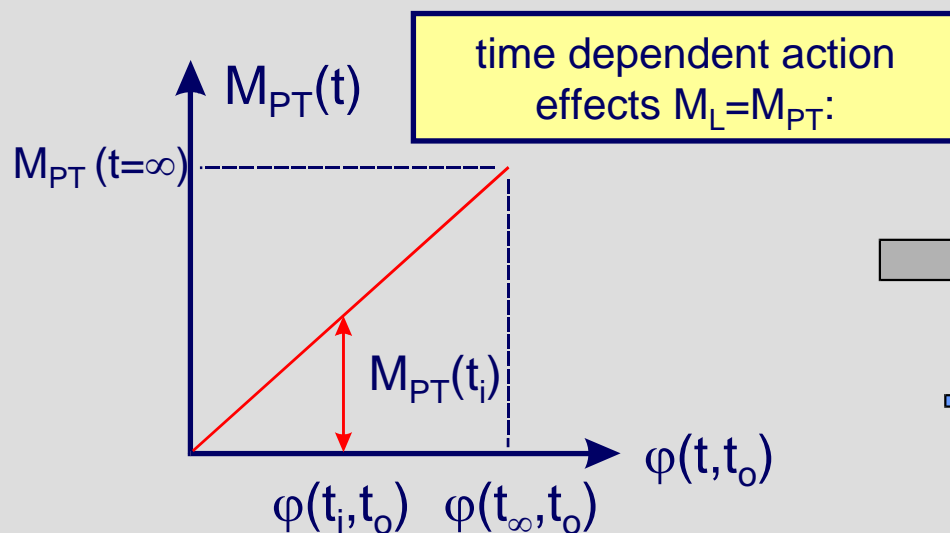 time dependent action
effects M_L=M_PT:
M_PT(t)
M_PT (t=∞)
M_PT(t_i)
φ(t,t_o)
φ(t_i,t_o) φ(t_∞,t_o)